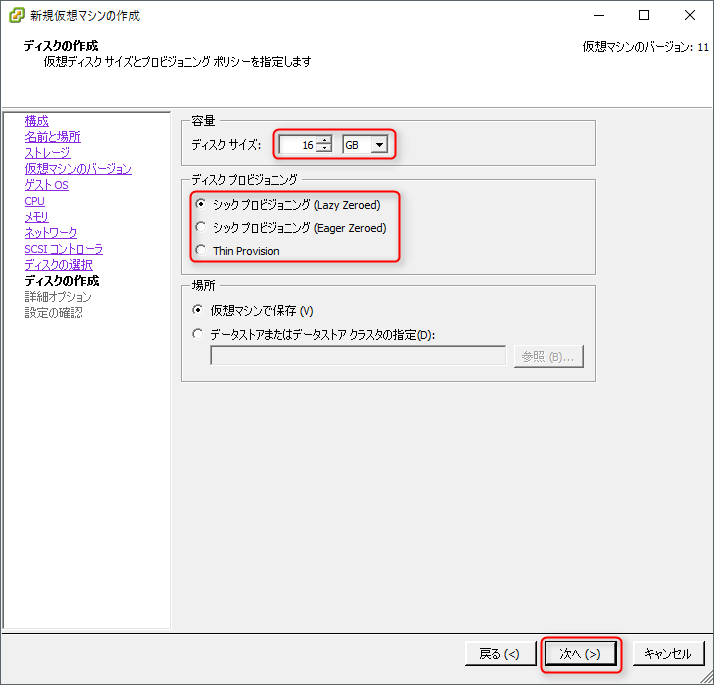 新規仮想マシンの作成
ディスクの作成
仮想ディスク サイズとプロビジョニング ポリシーを指定します
仮想マシンのバージョン: 11
構成
名前と場所
ストレージ
仮想マシンのバージョン
ゲスト OS
CPU
メモリ
ネットワーク
SCSI コントローラ
ディスクの選択
ディスクの作成
詳細オプション
設定の確認
容量
ディスク サイズ: 16 GB
ディスク プロビジョニング
シック プロビジョニング (Lazy Zeroed)
シック プロビジョニング (Eager Zeroed)
Thin Provision
場所
仮想マシンで保存 (V)
データストアまたはデータストア クラスタの指定(D):
参照 (B)...
戻る (<)
次へ (>)
キャンセル